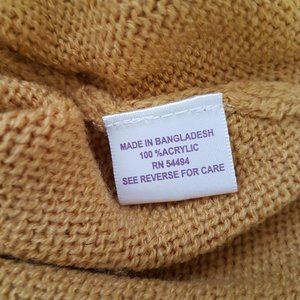 MADE IN BANGLADESH
100 %ACRYLIC
RN 54494
SEE REVERSE FOR CARE